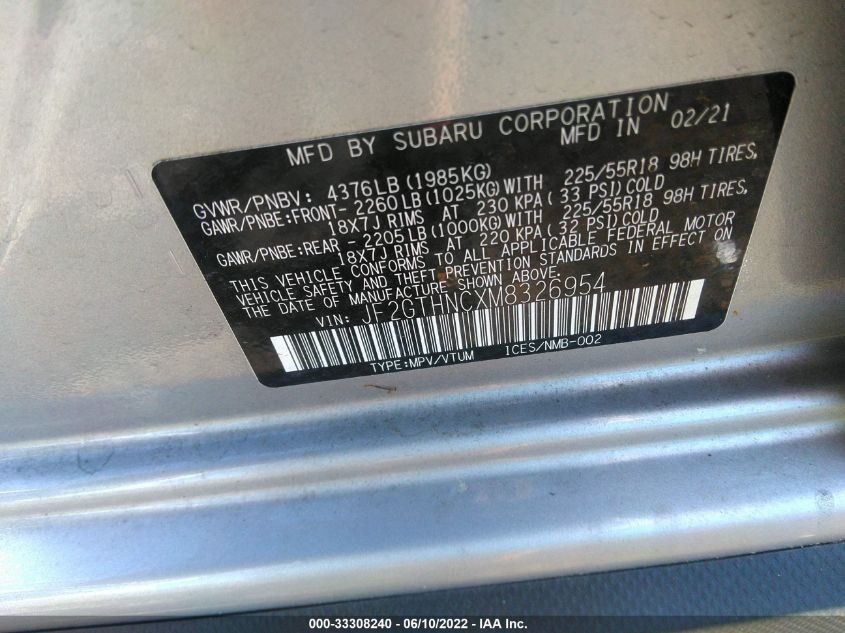 MFD BY SUBARU CORPORATION
MFD IN 02/21
GVWR/PNBV: 4376LB(1985KG)
GAWR/PNBE:FRONT- 2260LB(1025KG)WITH 225/55R18 98H TIRES,
18X7J RIMS AT 230 KPA( 33 PSI)COLD
GAWR/PNBE:REAR - 2205LB(1000KG)WITH 225/55R18 98H TIRES,
18X7J RIMS AT 220 KPA( 32 PSI)COLD
THIS VEHICLE CONFORMS TO ALL APPLICABLE FEDERAL MOTOR
VEHICLE SAFETY AND THEFT PREVENTION STANDARDS IN EFFECT ON
THE DATE OF MANUFACTURE SHOWN ABOVE.
VIN: JF2GTHNCXM8326954
TYPE:MPV/VTUM ICES/NMB-002
000-33308240 - 06/10/2022 - IAA Inc.